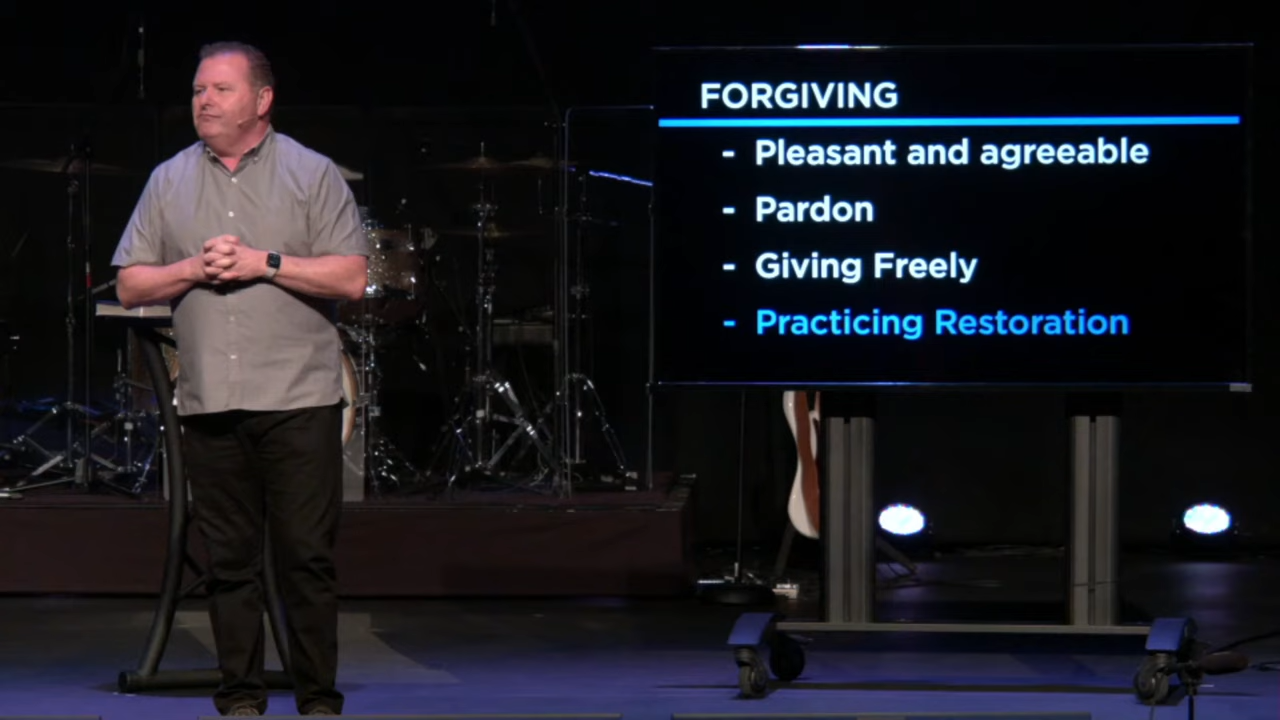 FORGIVING
- Pleasant and agreeable
- Pardon
- Giving Freely
- Practicing Restoration